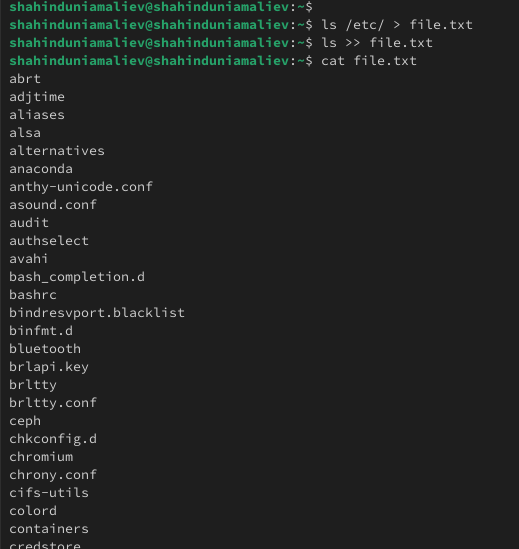 shahinduniamaliev@shahinduniamaliev:~$
shahinduniamaliev@shahinduniamaliev:~$ ls /etc/ > file.txt
shahinduniamaliev@shahinduniamaliev:~$ ls >> file.txt
shahinduniamaliev@shahinduniamaliev:~$ cat file.txt
abrt
adjtime
aliases
alsa
alternatives
anaconda
anthy-unicode.conf
asound.conf
audit
authselect
avahi
bash_completion.d
bashrc
bindresvport.blacklist
binfmt.d
bluetooth
brlapi.key
brltty
brltty.conf
ceph
chkconfig.d
chromium
chrony.conf
cifs-utils
colord
containers
credstore